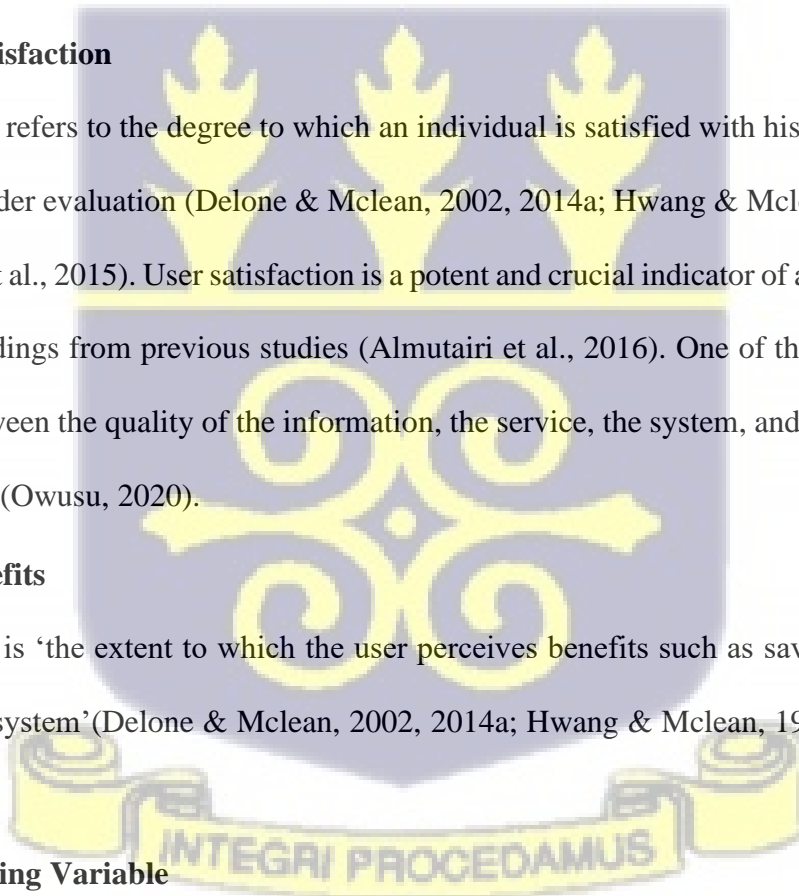 isfaction
refers to the degree to which an individual is satisfied with his
der evaluation (Delone & Mclean, 2002, 2014a; Hwang & Mcl
t al., 2015). User satisfaction is a potent and crucial indicator of a
dings from previous studies (Almutairi et al., 2016). One of th
ween the quality of the information, the service, the system, and
(Owusu, 2020).
efits
is ‘the extent to which the user perceives benefits such as sav
system’(Delone & Mclean, 2002, 2014a; Hwang & Mclean, 19
INTEGRI PROCEDAMUS
ing Variable